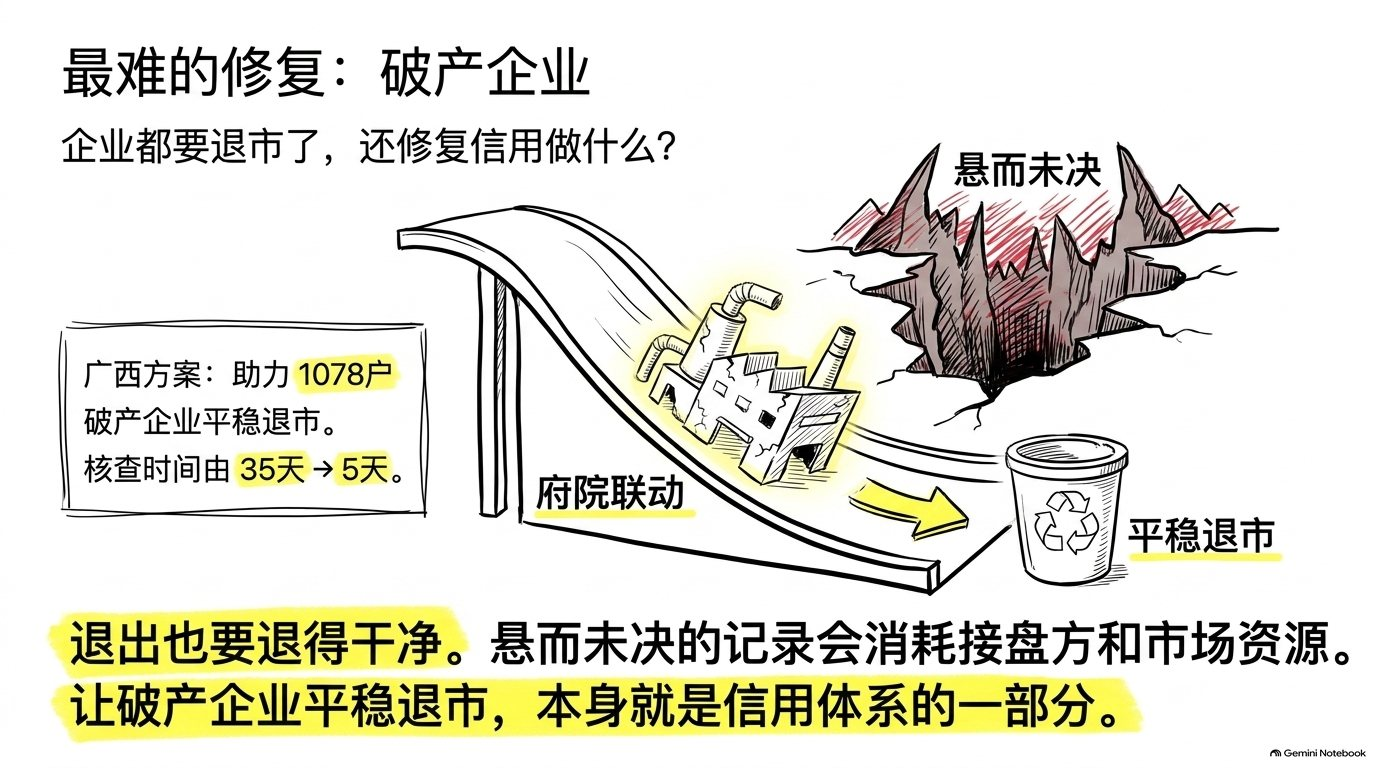 最难的修复：破产企业
企业都要退市了，还修复信用做什么？
悬而未决
广西方案：助力 1078户
破产企业平稳退市。
核查时间由 35天 → 5天。
府院联动
平稳退市
退出也要退得干净。悬而未决的记录会消耗接盘方和市场资源。
让破产企业平稳退市，本身就是信用体系的一部分。
Gemini Notebook